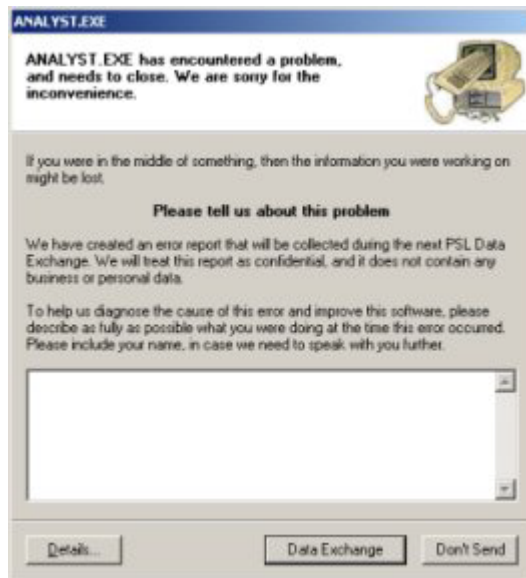 ANALYST.EXE
ANALYST.EXE has encountered a problem,
and needs to close. We are sorry for the
inconvenience.
If you were in the middle of something, then the information you were working on
might be lost.
Please tell us about this problem
We have created an error report that will be collected during the next PSL Data
Exchange. We will treat this report as confidential, and it does not contain any
business or personal data.
To help us diagnose the cause of this error and improve this software, please
describe as fully as possible what you were doing at the time this error occurred.
Please include your name, in case we need to speak with you further.
Details...
Data Exchange
Don't Send